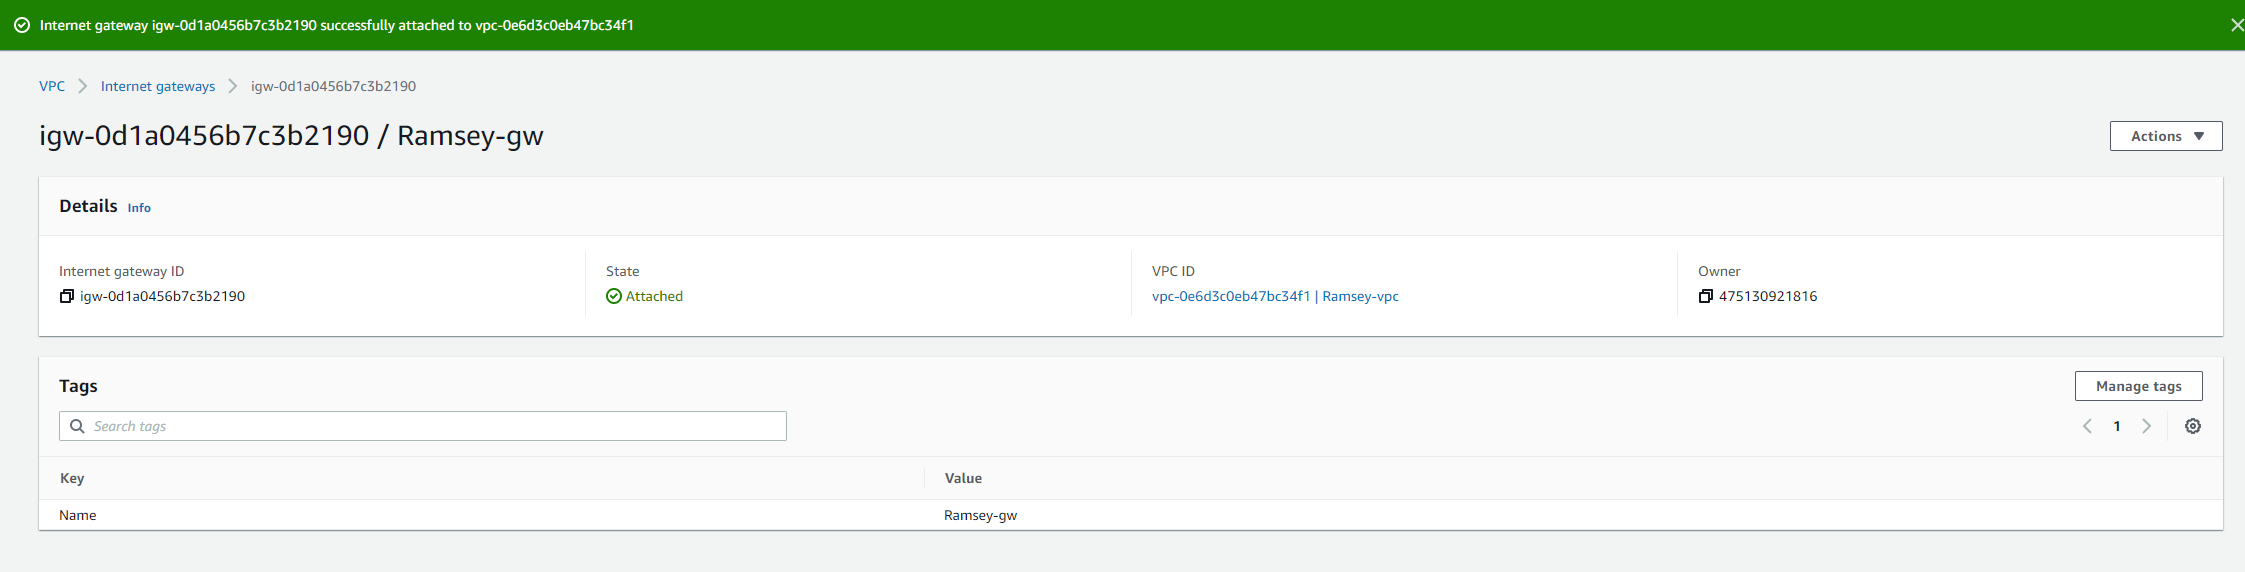 Internet gateway igw-0d1a0456b7c3b2190 successfully attached to vpc-0e6d3c0eb47bc34f1
VPC > Internet gateways > igw-0d1a0456b7c3b2190
igw-0d1a0456b7c3b2190 / Ramsey-gw
Actions
Details Info
Internet gateway ID
igw-0d1a0456b7c3b2190
State
Attached
VPC ID
vpc-0e6d3c0eb47bc34f1 | Ramsey-vpc
Owner
475130921816
Tags
Manage tags
Search tags
1
Key Value
Name Ramsey-gw